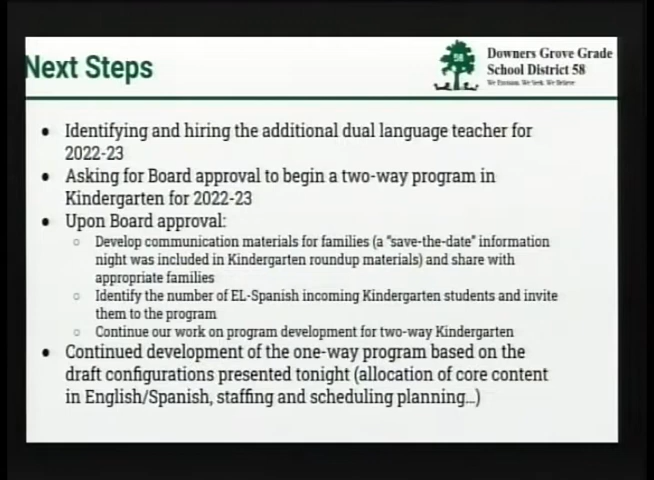 Next Steps
58
Downers Grove Grade
School District 58
• Identifying and hiring the additional dual language teacher for
2022-23
• Asking for Board approval to begin a two-way program in
Kindergarten for 2022-23
• Upon Board approval:
○ Develop communication materials for families (a "save-the-date" information
night was included in Kindergarten roundup materials) and share with
appropriate families
○ Identify the number of EL-Spanish incoming Kindergarten students and invite
them to the program
○ Continue our work on program development for two-way Kindergarten
• Continued development of the one-way program based on the
draft configurations presented tonight (allocation of core content
in English/Spanish, staffing and scheduling planning...)